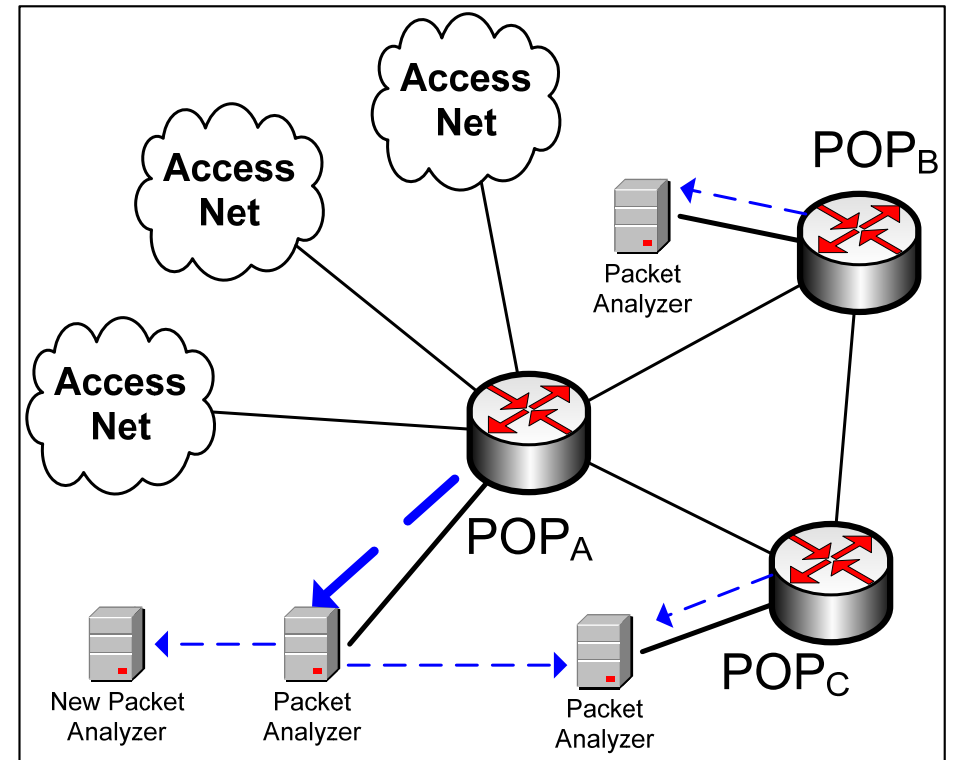 Access
Net
Access
Net
POPB
Packet
Analyzer
Access
Net
POPA
POPC
New Packet
Analyzer
Packet
Analyzer
Packet
Analyzer